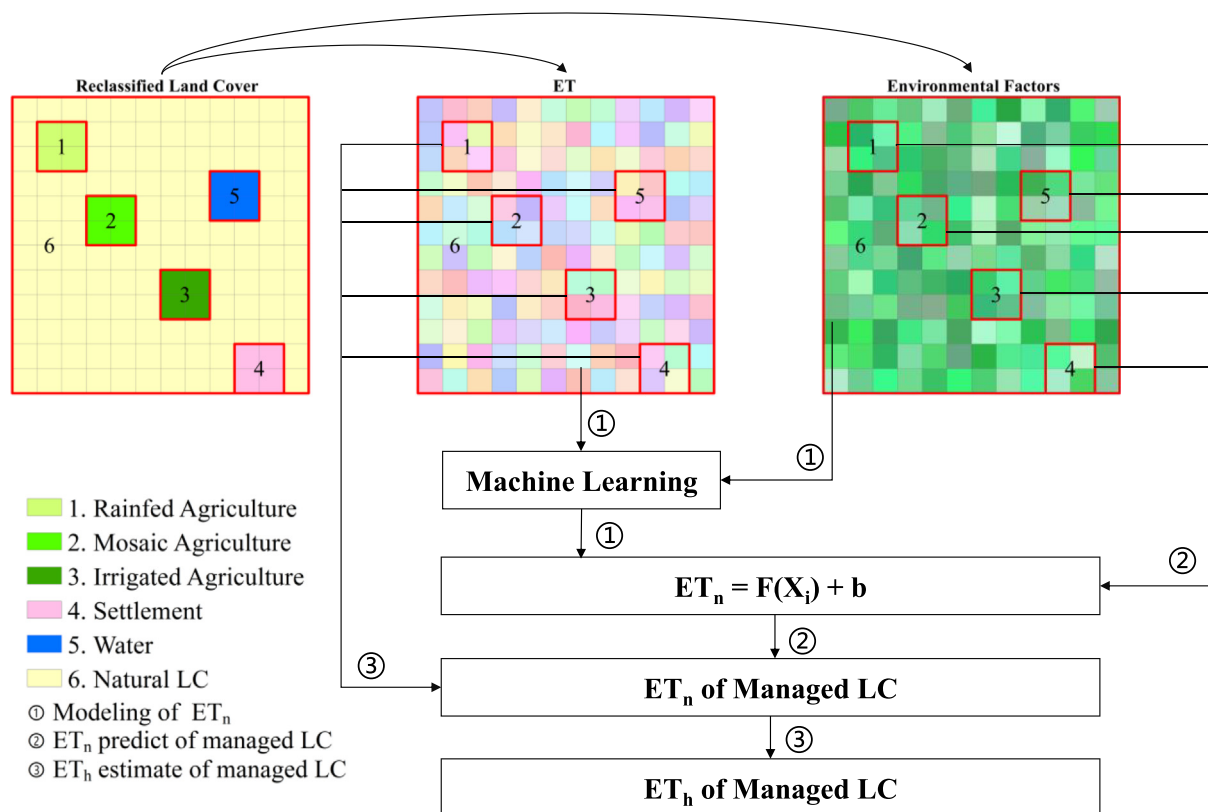 Reclassified Land Cover
ET
Environmental Factors
1
2
3
4
5
6
1
2
3
4
5
6
1
2
3
4
5
6
①
①
Machine Learning
①
ETn = F(Xi) + b
②
②
③
ETn of Managed LC
③
ETh of Managed LC
1. Rainfed Agriculture
2. Mosaic Agriculture
3. Irrigated Agriculture
4. Settlement
5. Water
6. Natural LC
① Modeling of ETn
② ETn predict of managed LC
③ ETh estimate of managed LC